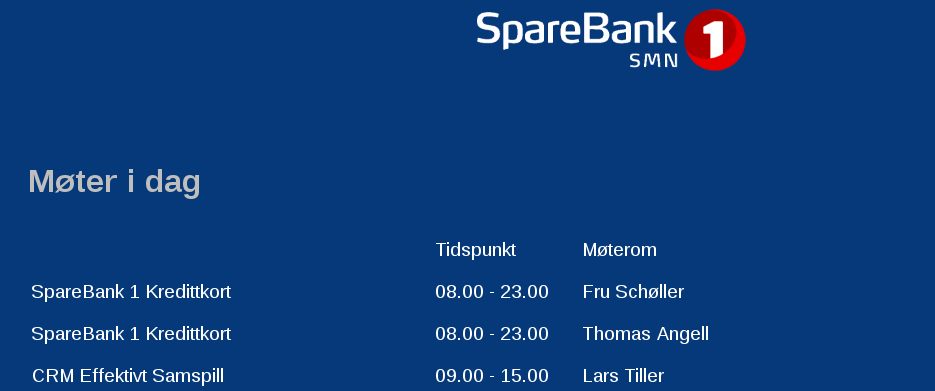 SpareBank 1
SMN
Møter i dag
Tidspunkt Møterom
SpareBank 1 Kredittkort 08.00 - 23.00 Fru Schøller
SpareBank 1 Kredittkort 08.00 - 23.00 Thomas Angell
CRM Effektivt Samspill 09.00 - 15.00 Lars Tiller